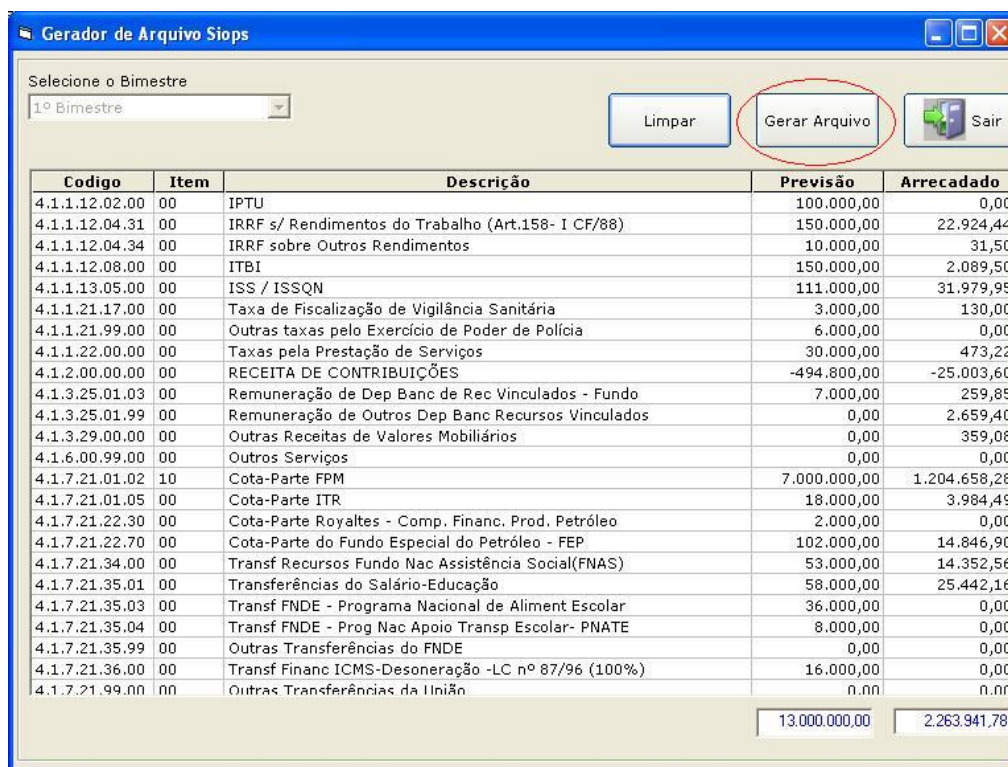 Gerador de Arquivo Siops
Selecione o Bimestre
1º Bimestre
Limpar
Gerar Arquivo
Sair
Codigo Item Descrição Previsão Arrecadado
4.1.1.12.02.00 00 IPTU 100.000,00 0,00
4.1.1.12.04.31 00 IRRF s/ Rendimentos do Trabalho (Art.158- I CF/88) 150.000,00 22.924,44
4.1.1.12.04.34 00 IRRF sobre Outros Rendimentos 10.000,00 31,50
4.1.1.12.08.00 00 ITBI 150.000,00 2.089,50
4.1.1.13.05.00 00 ISS / ISSQN 111.000,00 31.979,95
4.1.1.21.17.00 00 Taxa de Fiscalização de Vigilância Sanitária 3.000,00 130,00
4.1.1.21.99.00 00 Outras taxas pelo Exercício de Poder de Polícia 6.000,00 0,00
4.1.1.22.00.00 00 Taxas pela Prestação de Serviços 30.000,00 473,22
4.1.2.00.00.00 00 RECEITA DE CONTRIBUIÇÕES -494.800,00 -25.003,60
4.1.3.25.01.03 00 Remuneração de Dep Banc de Rec Vinculados - Fundo 7.000,00 259,85
4.1.3.25.01.99 00 Remuneração de Outros Dep Banc Recursos Vinculados 0,00 2.659,40
4.1.3.29.00.00 00 Outras Receitas de Valores Mobiliários 0,00 359,08
4.1.6.00.99.00 00 Outros Serviços 0,00 0,00
4.1.7.21.01.02 10 Cota-Parte FPM 7.000.000,00 1.204.658,28
4.1.7.21.01.05 00 Cota-Parte ITR 18.000,00 3.984,49
4.1.7.21.22.30 00 Cota-Parte Royaltes - Comp. Financ. Prod. Petróleo 2.000,00 0,00
4.1.7.21.22.70 00 Cota-Parte do Fundo Especial do Petróleo - FEP 102.000,00 14.846,90
4.1.7.21.34.00 00 Transf Recursos Fundo Nac Assistência Social(FNAS) 53.000,00 14.352,56
4.1.7.21.35.01 00 Transferências do Salário-Educação 58.000,00 25.442,16
4.1.7.21.35.03 00 Transf FNDE - Programa Nacional de Aliment Escolar 36.000,00 0,00
4.1.7.21.35.04 00 Transf FNDE - Prog Nac Apoio Transp Escolar- PNATE 8.000,00 0,00
4.1.7.21.35.99 00 Outras Transferências do FNDE 0,00 0,00
4.1.7.21.36.00 00 Transf Financ ICMS-Desoneração -LC nº 87/96 (100%) 16.000,00 0,00
4.1.7.21.99.00 00 Outras Transferências da União 0,00 0,00
13.000.000,00 2.263.941,78